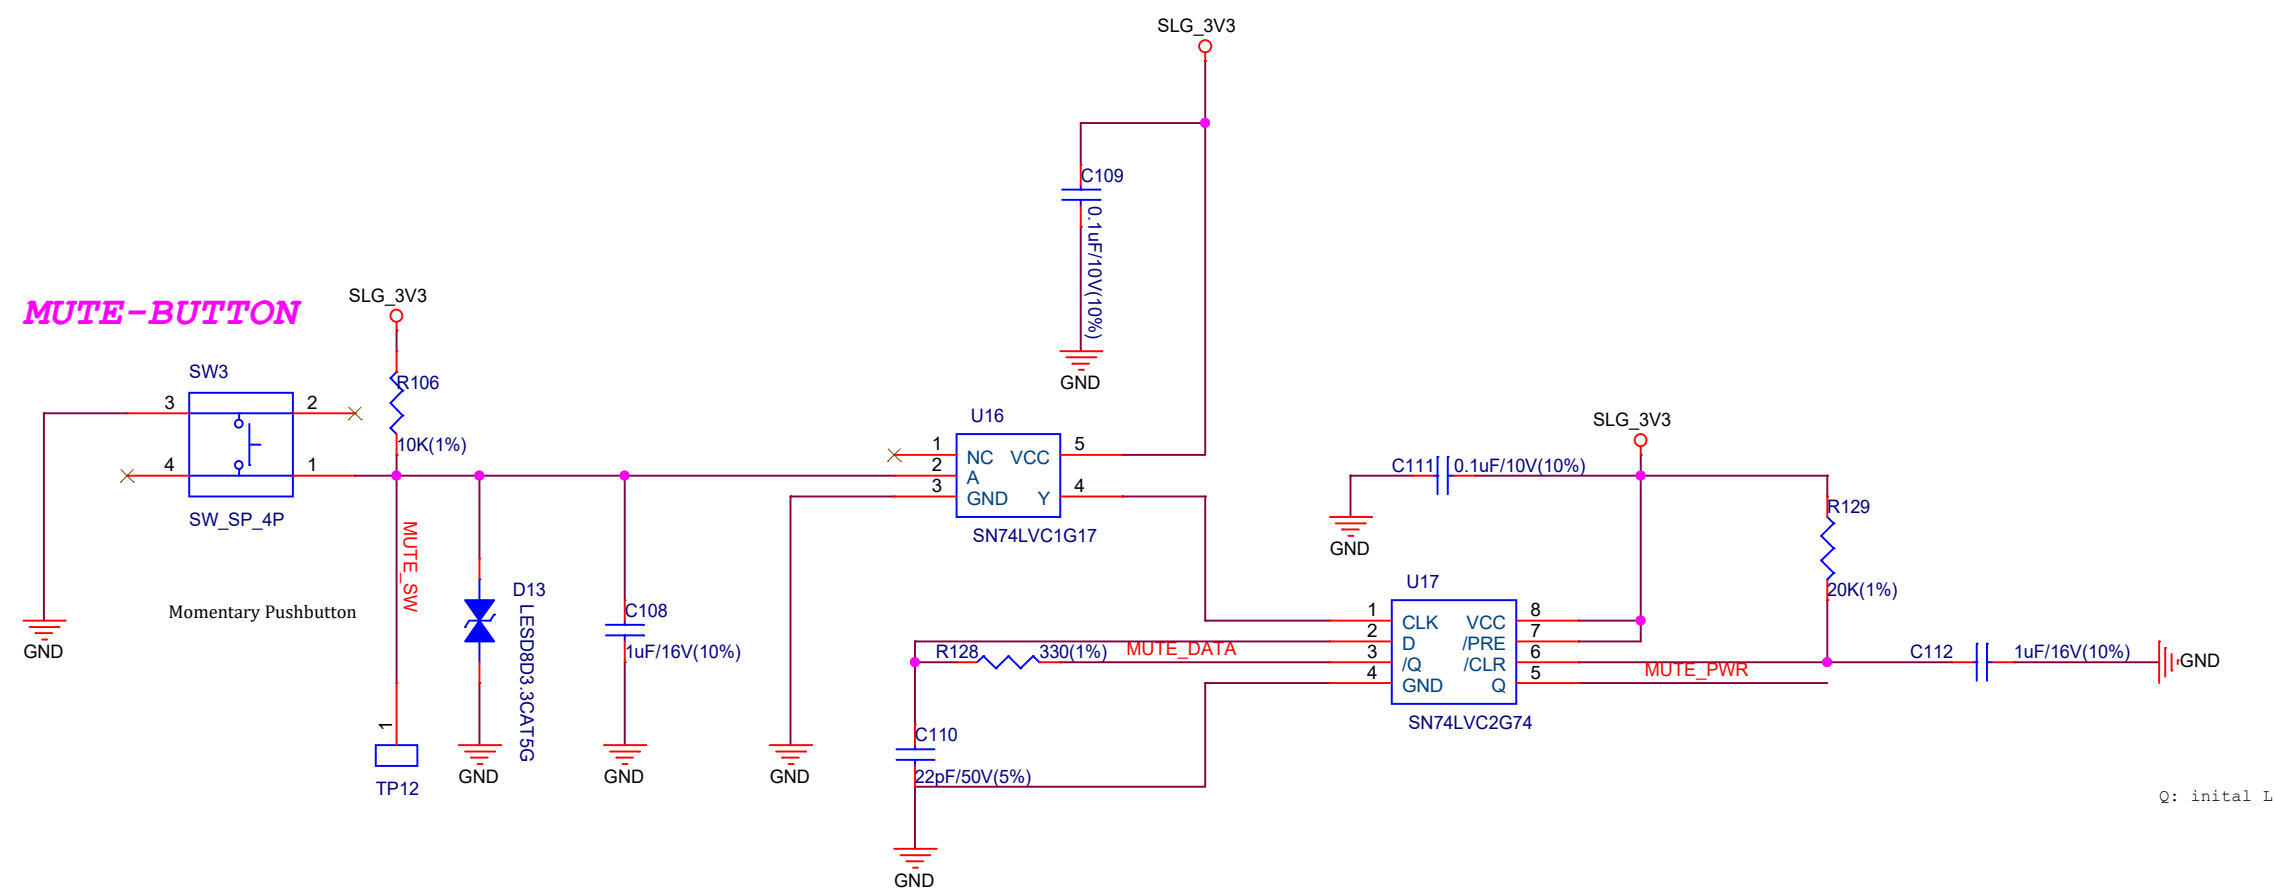 SLG_3V3
C109
0.1uF/10V(10%)
GND
MUTE-BUTTON
SLG_3V3
R106
10K(1%)
SW3
3
2
4
1
SW_SP_4P
GND
Momentary Pushbutton
MUTE_SW
1
TP12
D13
LESD8D3.3CAT5G
GND
C108
1uF/16V(10%)
GND
U16
1
NC
VCC
5
2
A
3
GND
Y
4
SN74LVC1G17
GND
SLG_3V3
C111
0.1uF/10V(10%)
GND
R129
20K(1%)
U17
1
CLK
VCC
8
2
D
/PRE
7
3
/Q
/CLR
6
4
GND
Q
5
SN74LVC2G74
R128
330(1%)
MUTE_DATA
MUTE_PWR
C112
1uF/16V(10%)
GND
C110
22pF/50V(5%)
GND
Q: inital L